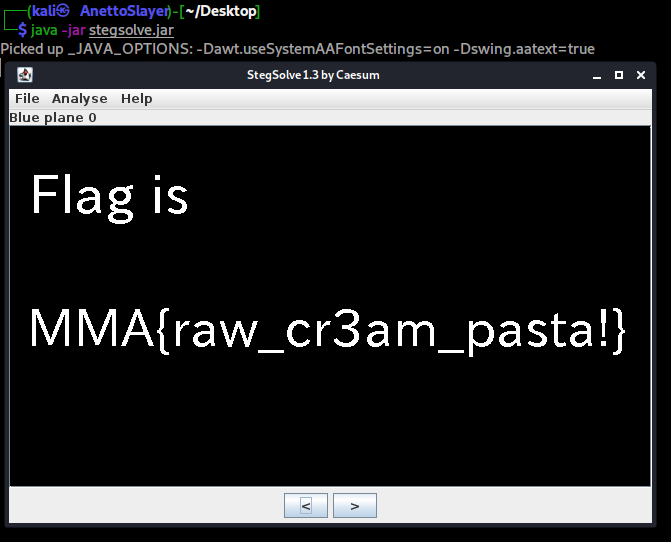 ┌──(kali㉿ AnettoSlayer)-[~/Desktop]
└─$ java -jar stegsolve.jar
Picked up _JAVA_OPTIONS: -Dawt.useSystemAAFontSettings=on -Dswing.aatext=true
StegSolve 1.3 by Caesum
File Analyse Help
Blue plane 0
Flag is
MMA{raw_cr3am_pasta!}
< >